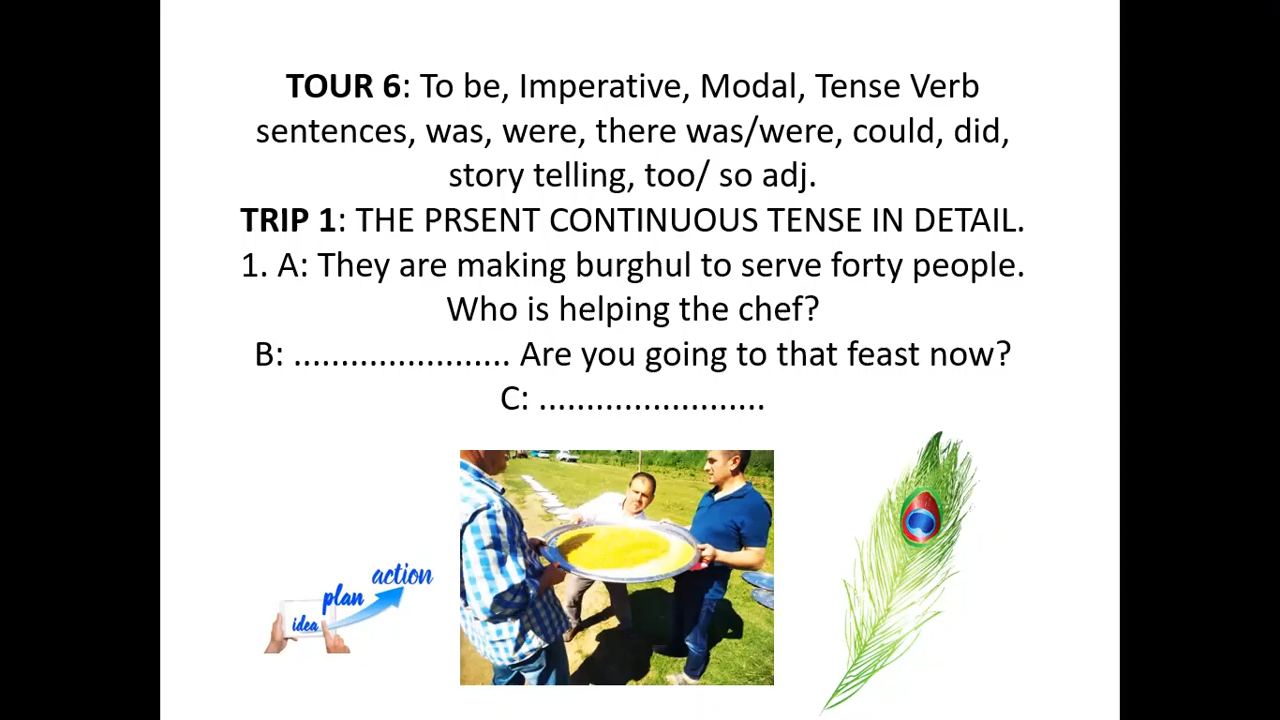 TOUR 6: To be, Imperative, Modal, Tense Verb
sentences, was, were, there was/were, could, did,
story telling, too/ so adj.
TRIP 1: THE PRSENT CONTINUOUS TENSE IN DETAIL.
1. A: They are making burghul to serve forty people.
Who is helping the chef?
B: ....................... Are you going to that feast now?
C: ........................
action
plan
idea